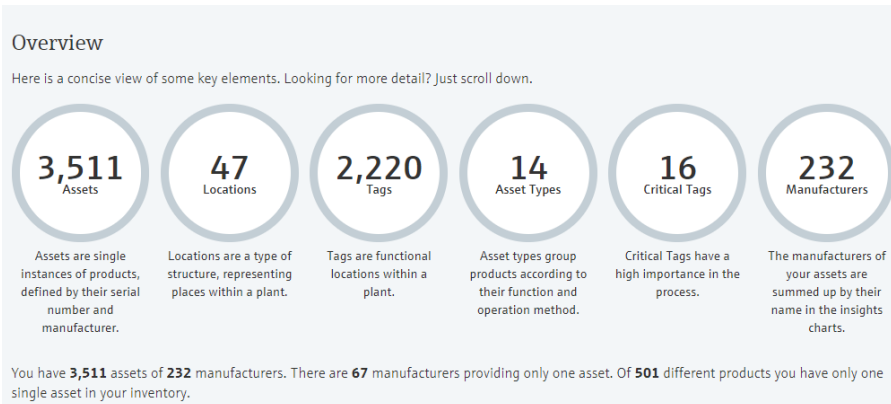 Overview
Here is a concise view of some key elements. Looking for more detail? Just scroll down.
3,511
Assets
Assets are single
instances of products,
defined by their serial
number and
manufacturer.
47
Locations
Locations are a type of
structure, representing
places within a plant.
2,220
Tags
Tags are functional
locations within a
plant.
14
Asset Types
Asset types group
products according to
their function and
operation method.
16
Critical Tags
Critical Tags have a
high importance in the
process.
232
Manufacturers
The manufacturers of
your assets are
summed up by their
name in the insights
charts.
You have 3,511 assets of 232 manufacturers. There are 67 manufacturers providing only one asset. Of 501 different products you have only one
single asset in your inventory.